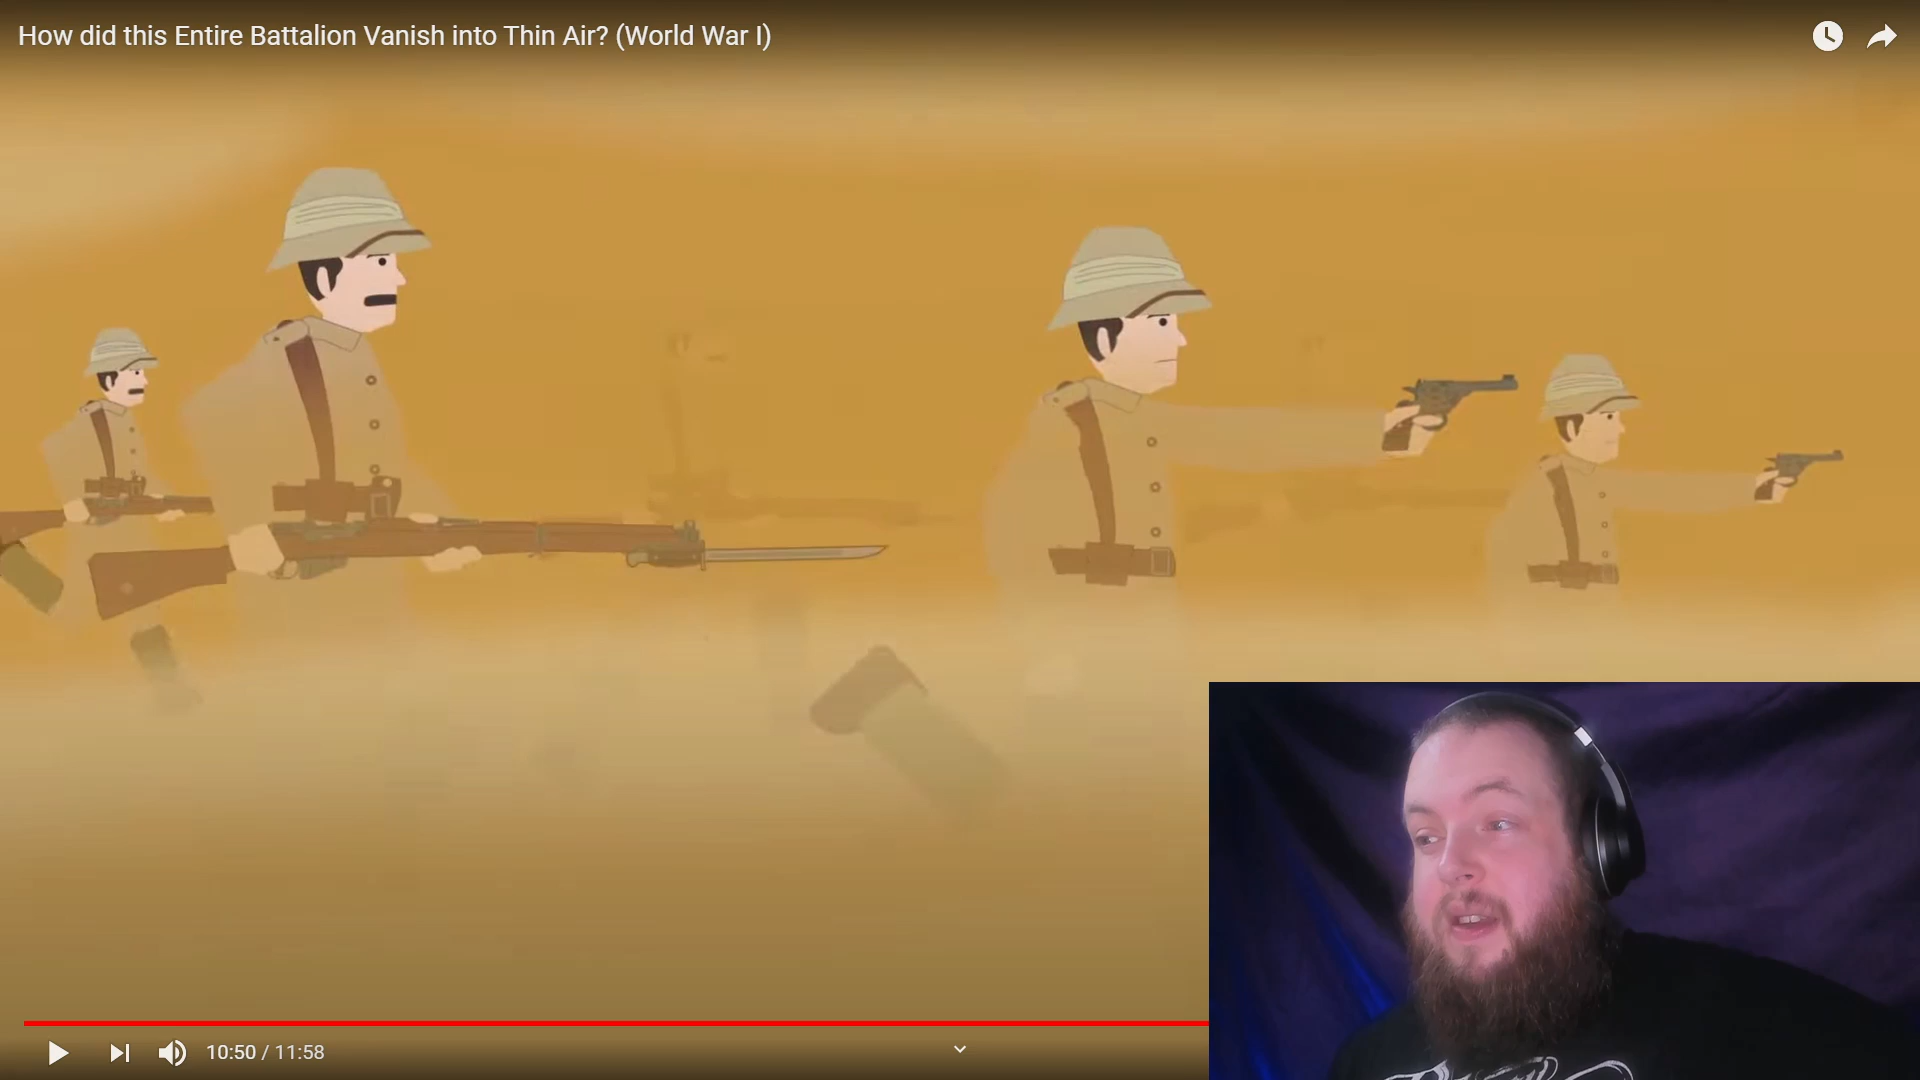 How did this Entire Battalion Vanish into Thin Air? (World War I)
10:50 / 11:58